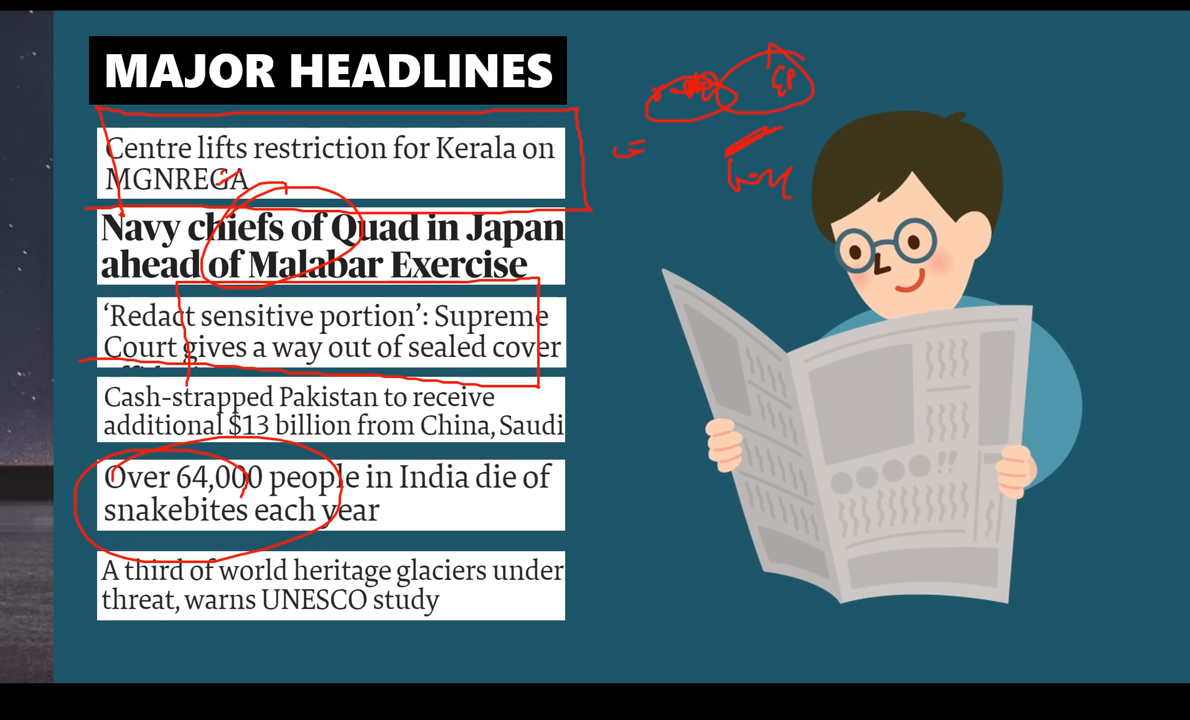 MAJOR HEADLINES
Centre lifts restriction for Kerala on
MGNREGA
Navy chiefs of Quad in Japan
ahead of Malabar Exercise
‘Redact sensitive portion’: Supreme
Court gives a way out of sealed cover
Cash-strapped Pakistan to receive
additional $13 billion from China, Saudi
Over 64,000 people in India die of
snakebites each year
A third of world heritage glaciers under
threat, warns UNESCO study